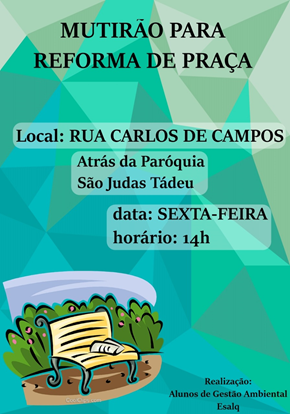 MUTIRÃO PARA
REFORMA DE PRAÇA
Local: RUA CARLOS DE CAMPOS
Atrás da Paróquia
São Judas Tádeu
data: SEXTA-FEIRA
horário: 14h
Realização:
Alunos de Gestão Ambiental
Esalq